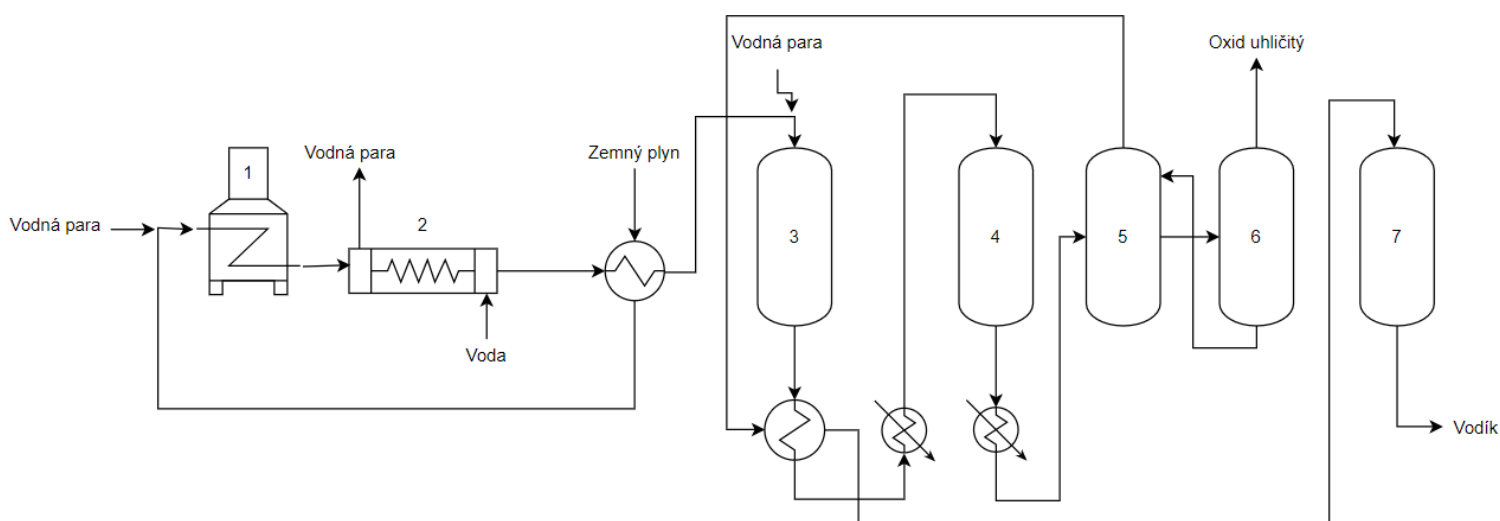 Vodná para
Oxid uhličitý
Vodná para
Zemný plyn
1
Vodná para
2
3
4
5
6
7
Voda
Vodík